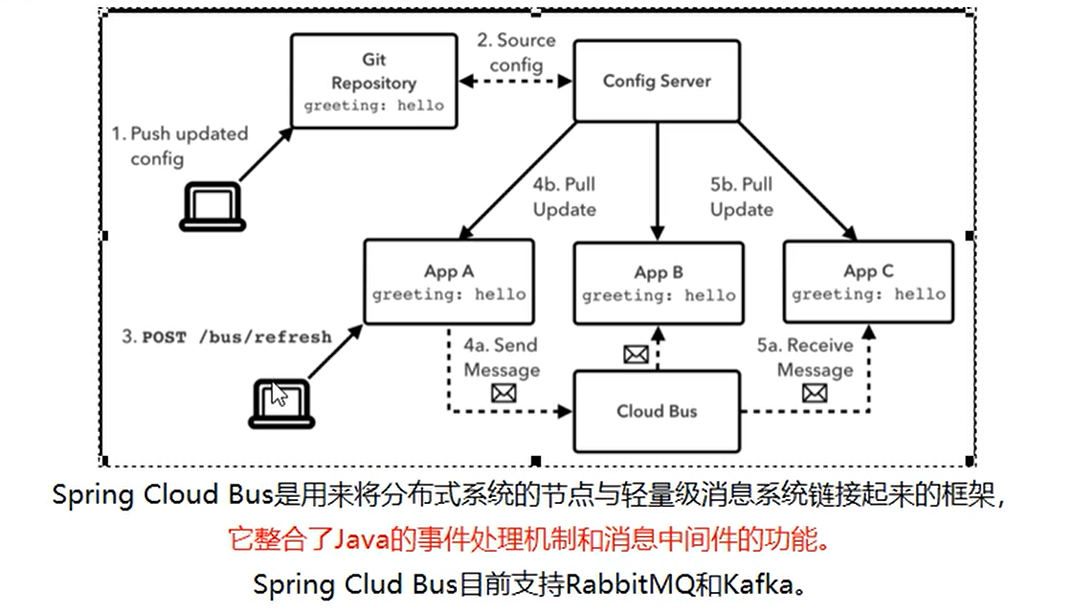 Git
Repository
greeting: hello
2. Source
config
Config Server
1. Push updated
config
4b. Pull
Update
5b. Pull
Update
App A
greeting: hello
App B
greeting: hello
App C
greeting: hello
3. POST /bus/refresh
4a. Send
Message
5a. Receive
Message
Cloud Bus
Spring Cloud Bus是用来将分布式系统的节点与轻量级消息系统链接起来的框架，
它整合了Java的事件处理机制和消息中间件的功能。
Spring Clud Bus目前支持RabbitMQ和Kafka。